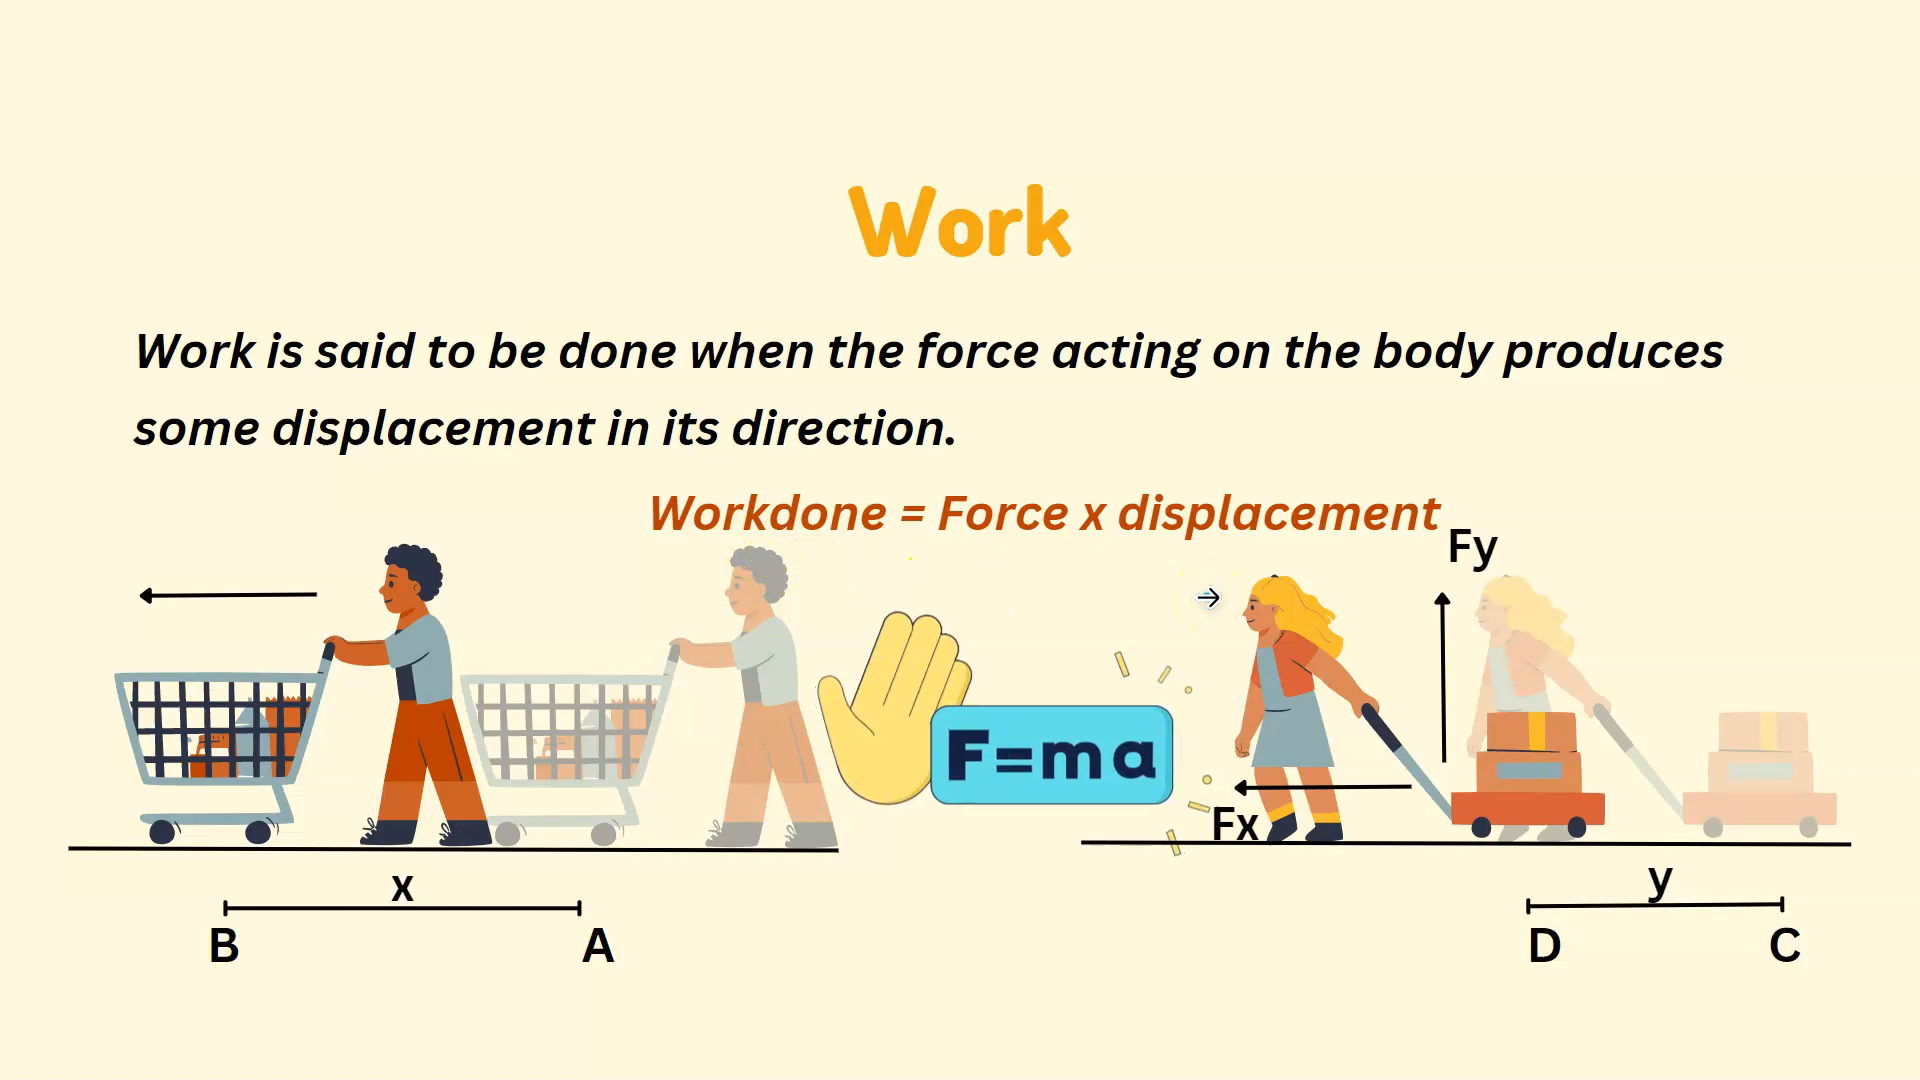 Work
Work is said to be done when the force acting on the body produces
some displacement in its direction.
Workdone = Force x displacement
Fy
F=ma
Fx
x
B
A
y
D
C